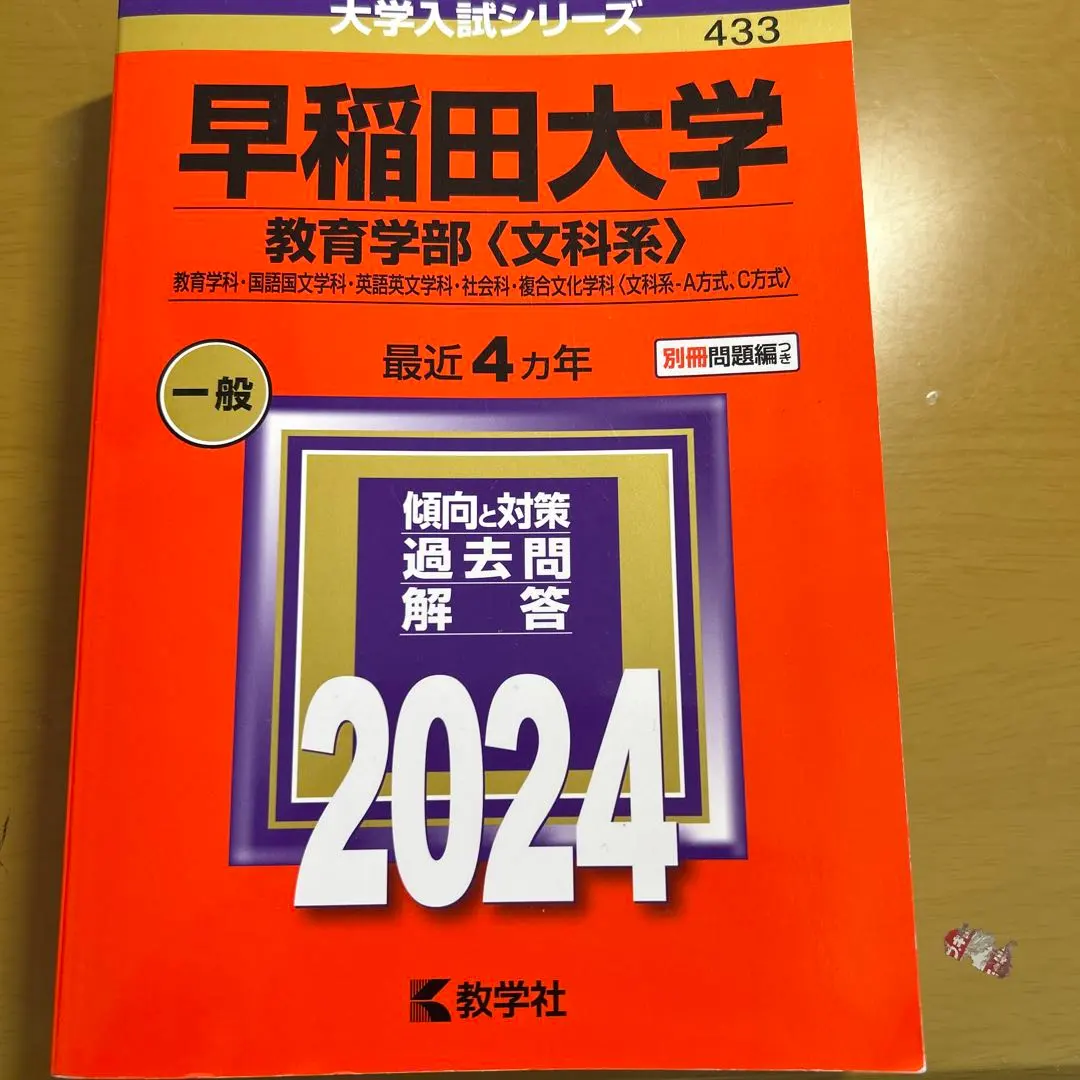 大学入試シリーズ
433
早稲田大学
教育学部〈文科系〉
教育学科・国語国文学科・英語英文学科・社会科・複合文化学科〈文科系-A方式、C方式〉
最近4カ年
別冊問題編つき
一般
傾向と対策
過去問
解答
2024
教学社